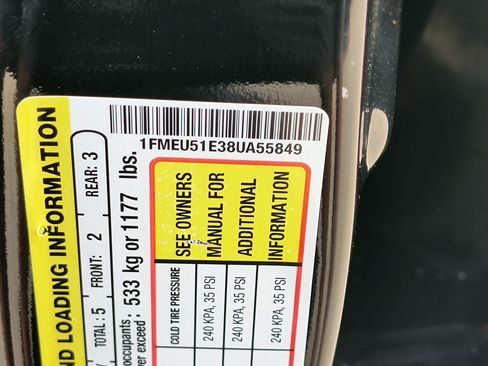 1FMEU51E38UA55849
ND LOADING INFORMATION
TOTAL: 5 FRONT: 2 REAR: 3
occupants,
er exceed: 533 kg or 1177 lbs.
SEE OWNERS
MANUAL FOR
ADDITIONAL
INFORMATION
COLD TIRE PRESSURE
240 KPA, 35 PSI
240 KPA, 35 PSI
240 KPA, 35 PSI